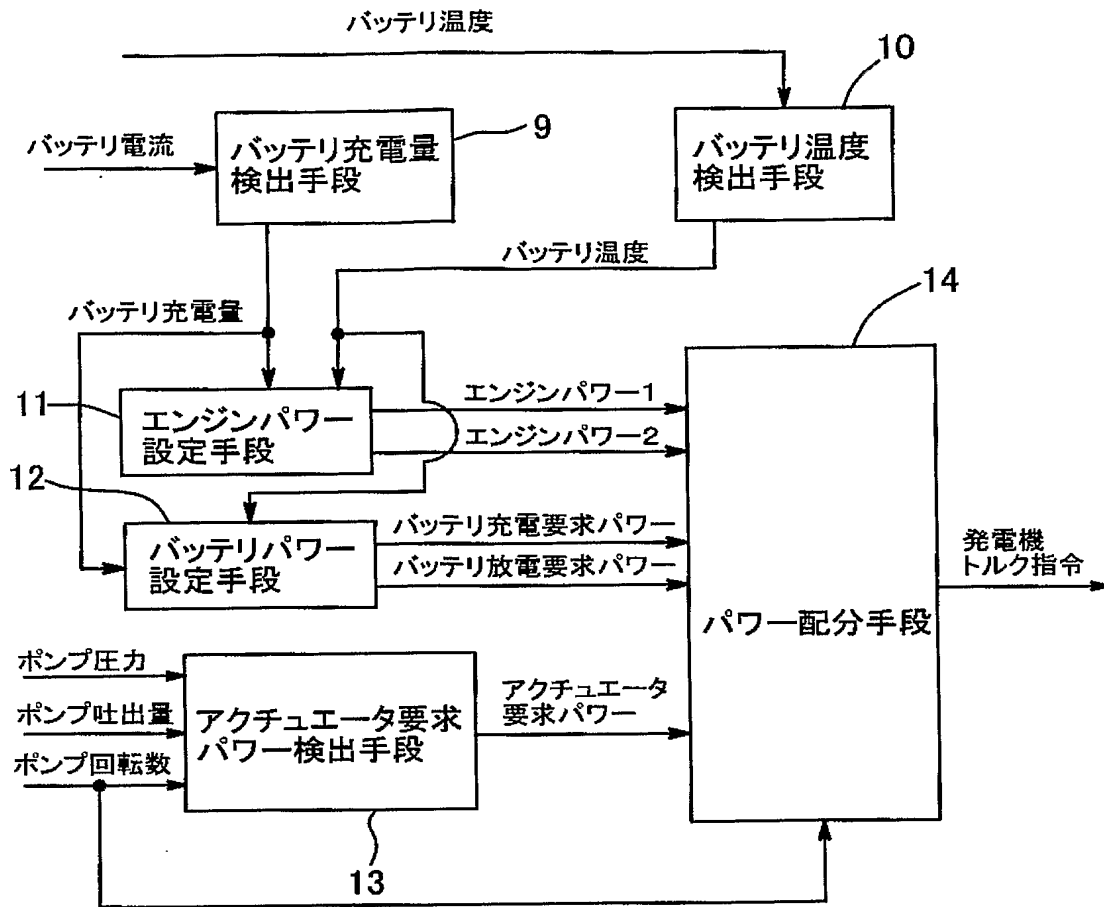 バッテリ温度
10
9
バッテリ電流
バッテリ充電量
検出手段
バッテリ温度
検出手段
バッテリ温度
14
バッテリ充電量
11
エンジンパワー
設定手段
エンジンパワー1
エンジンパワー2
12
バッテリパワー
設定手段
バッテリ充電要求パワー
バッテリ放電要求パワー
発電機
トルク指令
パワー配分手段
ポンプ圧力
ポンプ吐出量
ポンプ回転数
アクチュエータ要求
パワー検出手段
アクチュエータ
要求パワー
13